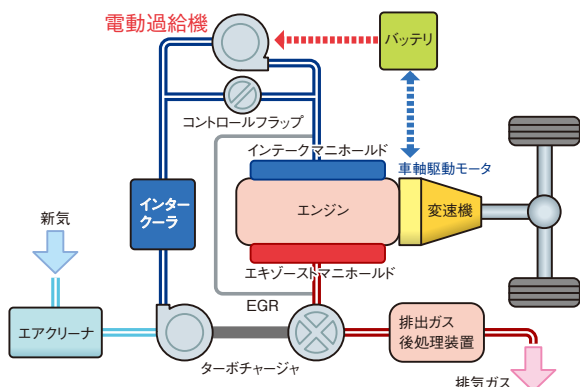 電動過給機
バッテリ
コントロールフラップ
インテークマニホールド
車軸駆動モータ
インター
クーラ
エンジン
変速機
新気
エキゾーストマニホールド
EGR
エアクリーナ
排出ガス
後処理装置
ターボチャージャ
排気ガス